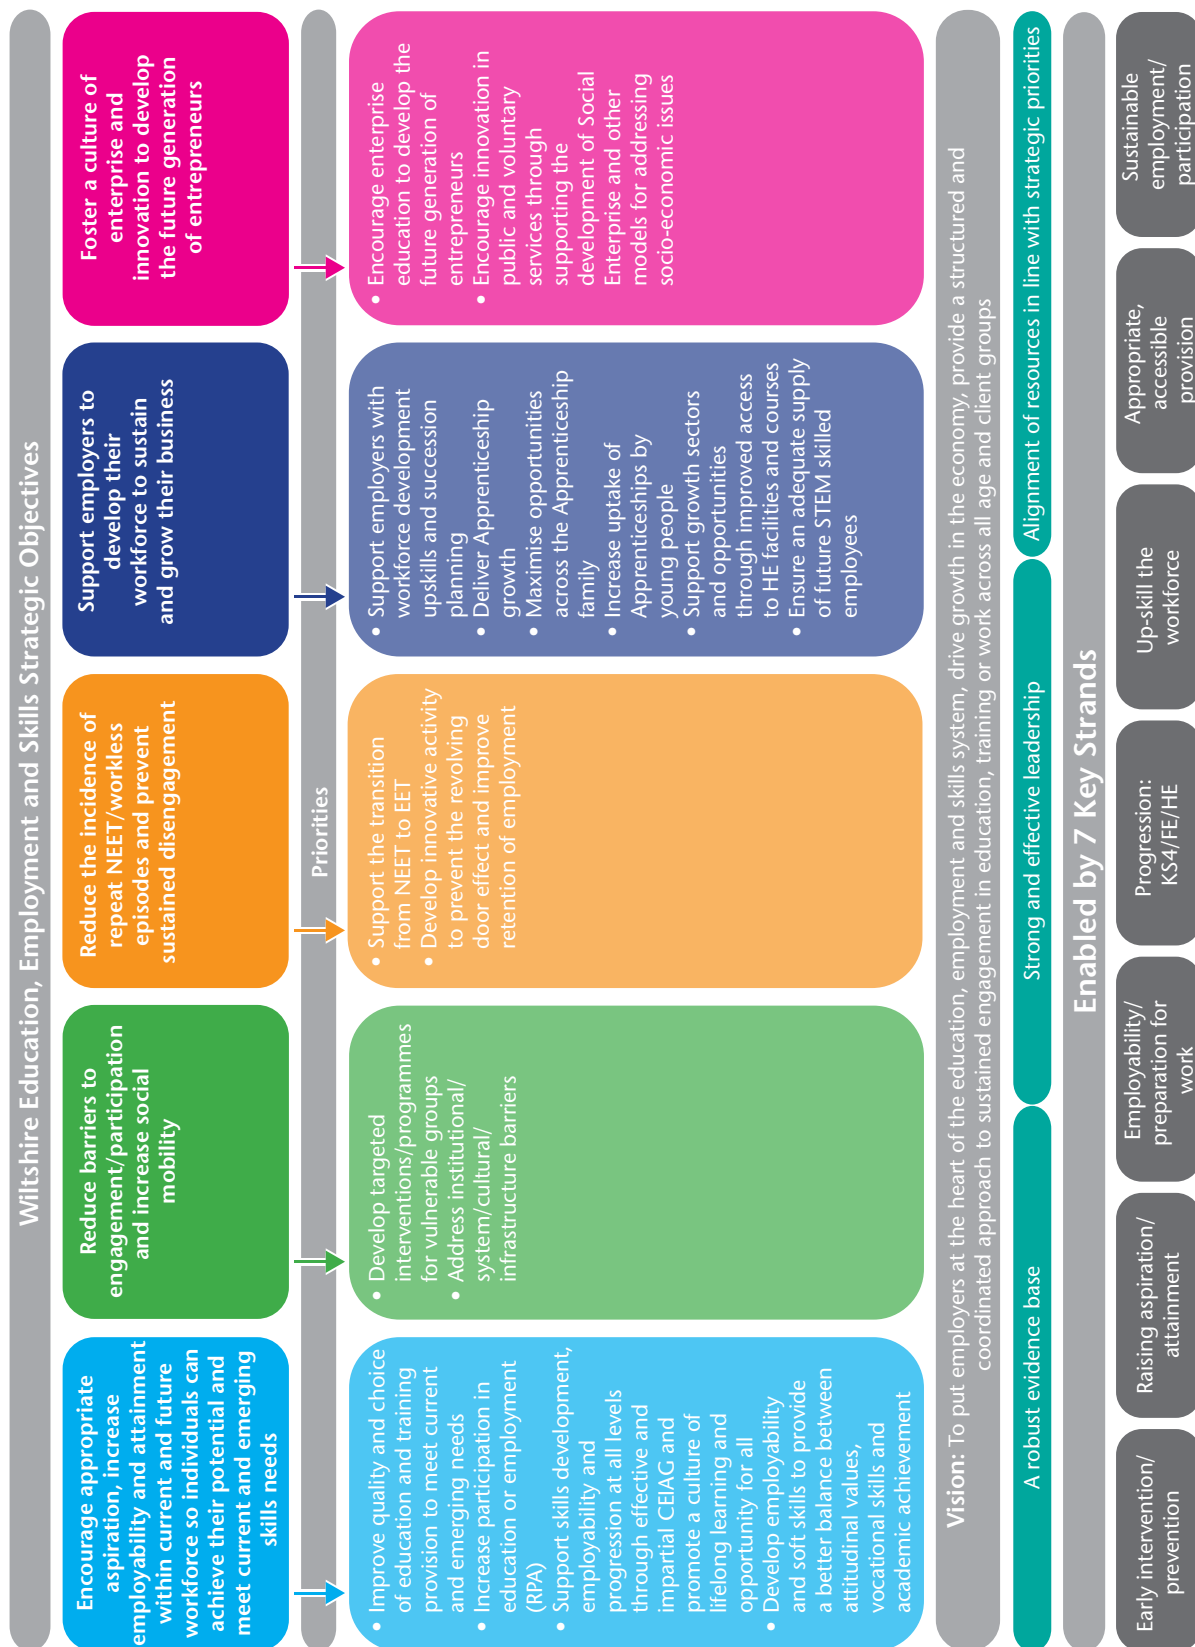 Wiltshire Education, Employment and Skills Strategic Objectives
Encourage appropriate
aspiration, increase
employability and attainment
within current and future
workforce so individuals can
achieve their potential and
meet current and emerging
skills needs
Reduce barriers to
engagement/participation
and increase social
mobility
Reduce the incidence of
repeat NEET/workless
episodes and prevent
sustained disengagement
Support employers to
develop their
workforce to sustain
and grow their business
Foster a culture of
enterprise and
innovation to develop
the future generation
of entrepreneurs
Priorities
• Improve quality and choice
of education and training
provision to meet current
and emerging needs
• Increase participation in
education or employment
(RPA)
• Support skills development,
employability and
progression at all levels
through effective and
impartial CEIAG and
promote a culture of
lifelong learning and
opportunity for all
• Develop employability
and soft skills to provide
a better balance between
attitudinal values,
vocational skills and
academic achievement
• Develop targeted
interventions/programmes
for vulnerable groups
• Address institutional/
system/cultural/
infrastructure barriers
• Support the transition
from NEET to EET
• Develop innovative activity
to prevent the revolving
door effect and improve
retention of employment
• Support employers with
workforce development
upskills and succession
planning
• Deliver Apprenticeship
growth
• Maximise opportunities
across the Apprenticeship
family
• Increase uptake of
Apprenticeships by
young people
• Support growth sectors
and opportunities
through improved access
to HE facilities and courses
• Ensure an adequate supply
of future STEM skilled
employees
• Encourage enterprise
education to develop the
future generation of
entrepreneurs
• Encourage innovation in
public and voluntary
services through
supporting the
development of Social
Enterprise and other
models for addressing
socio-economic issues
Vision: To put employers at the heart of the education, employment and skills system, drive growth in the economy, provide a structured and
coordinated approach to sustained engagement in education, training or work across all age and client groups
A robust evidence base
Strong and effective leadership
Alignment of resources in line with strategic priorities
Enabled by 7 Key Strands
Early intervention/
prevention
Raising aspiration/
attainment
Employability/
preparation for
work
Progression:
KS4/FE/HE
Up-skill the
workforce
Appropriate,
accessible
provision
Sustainable
employment/
participation